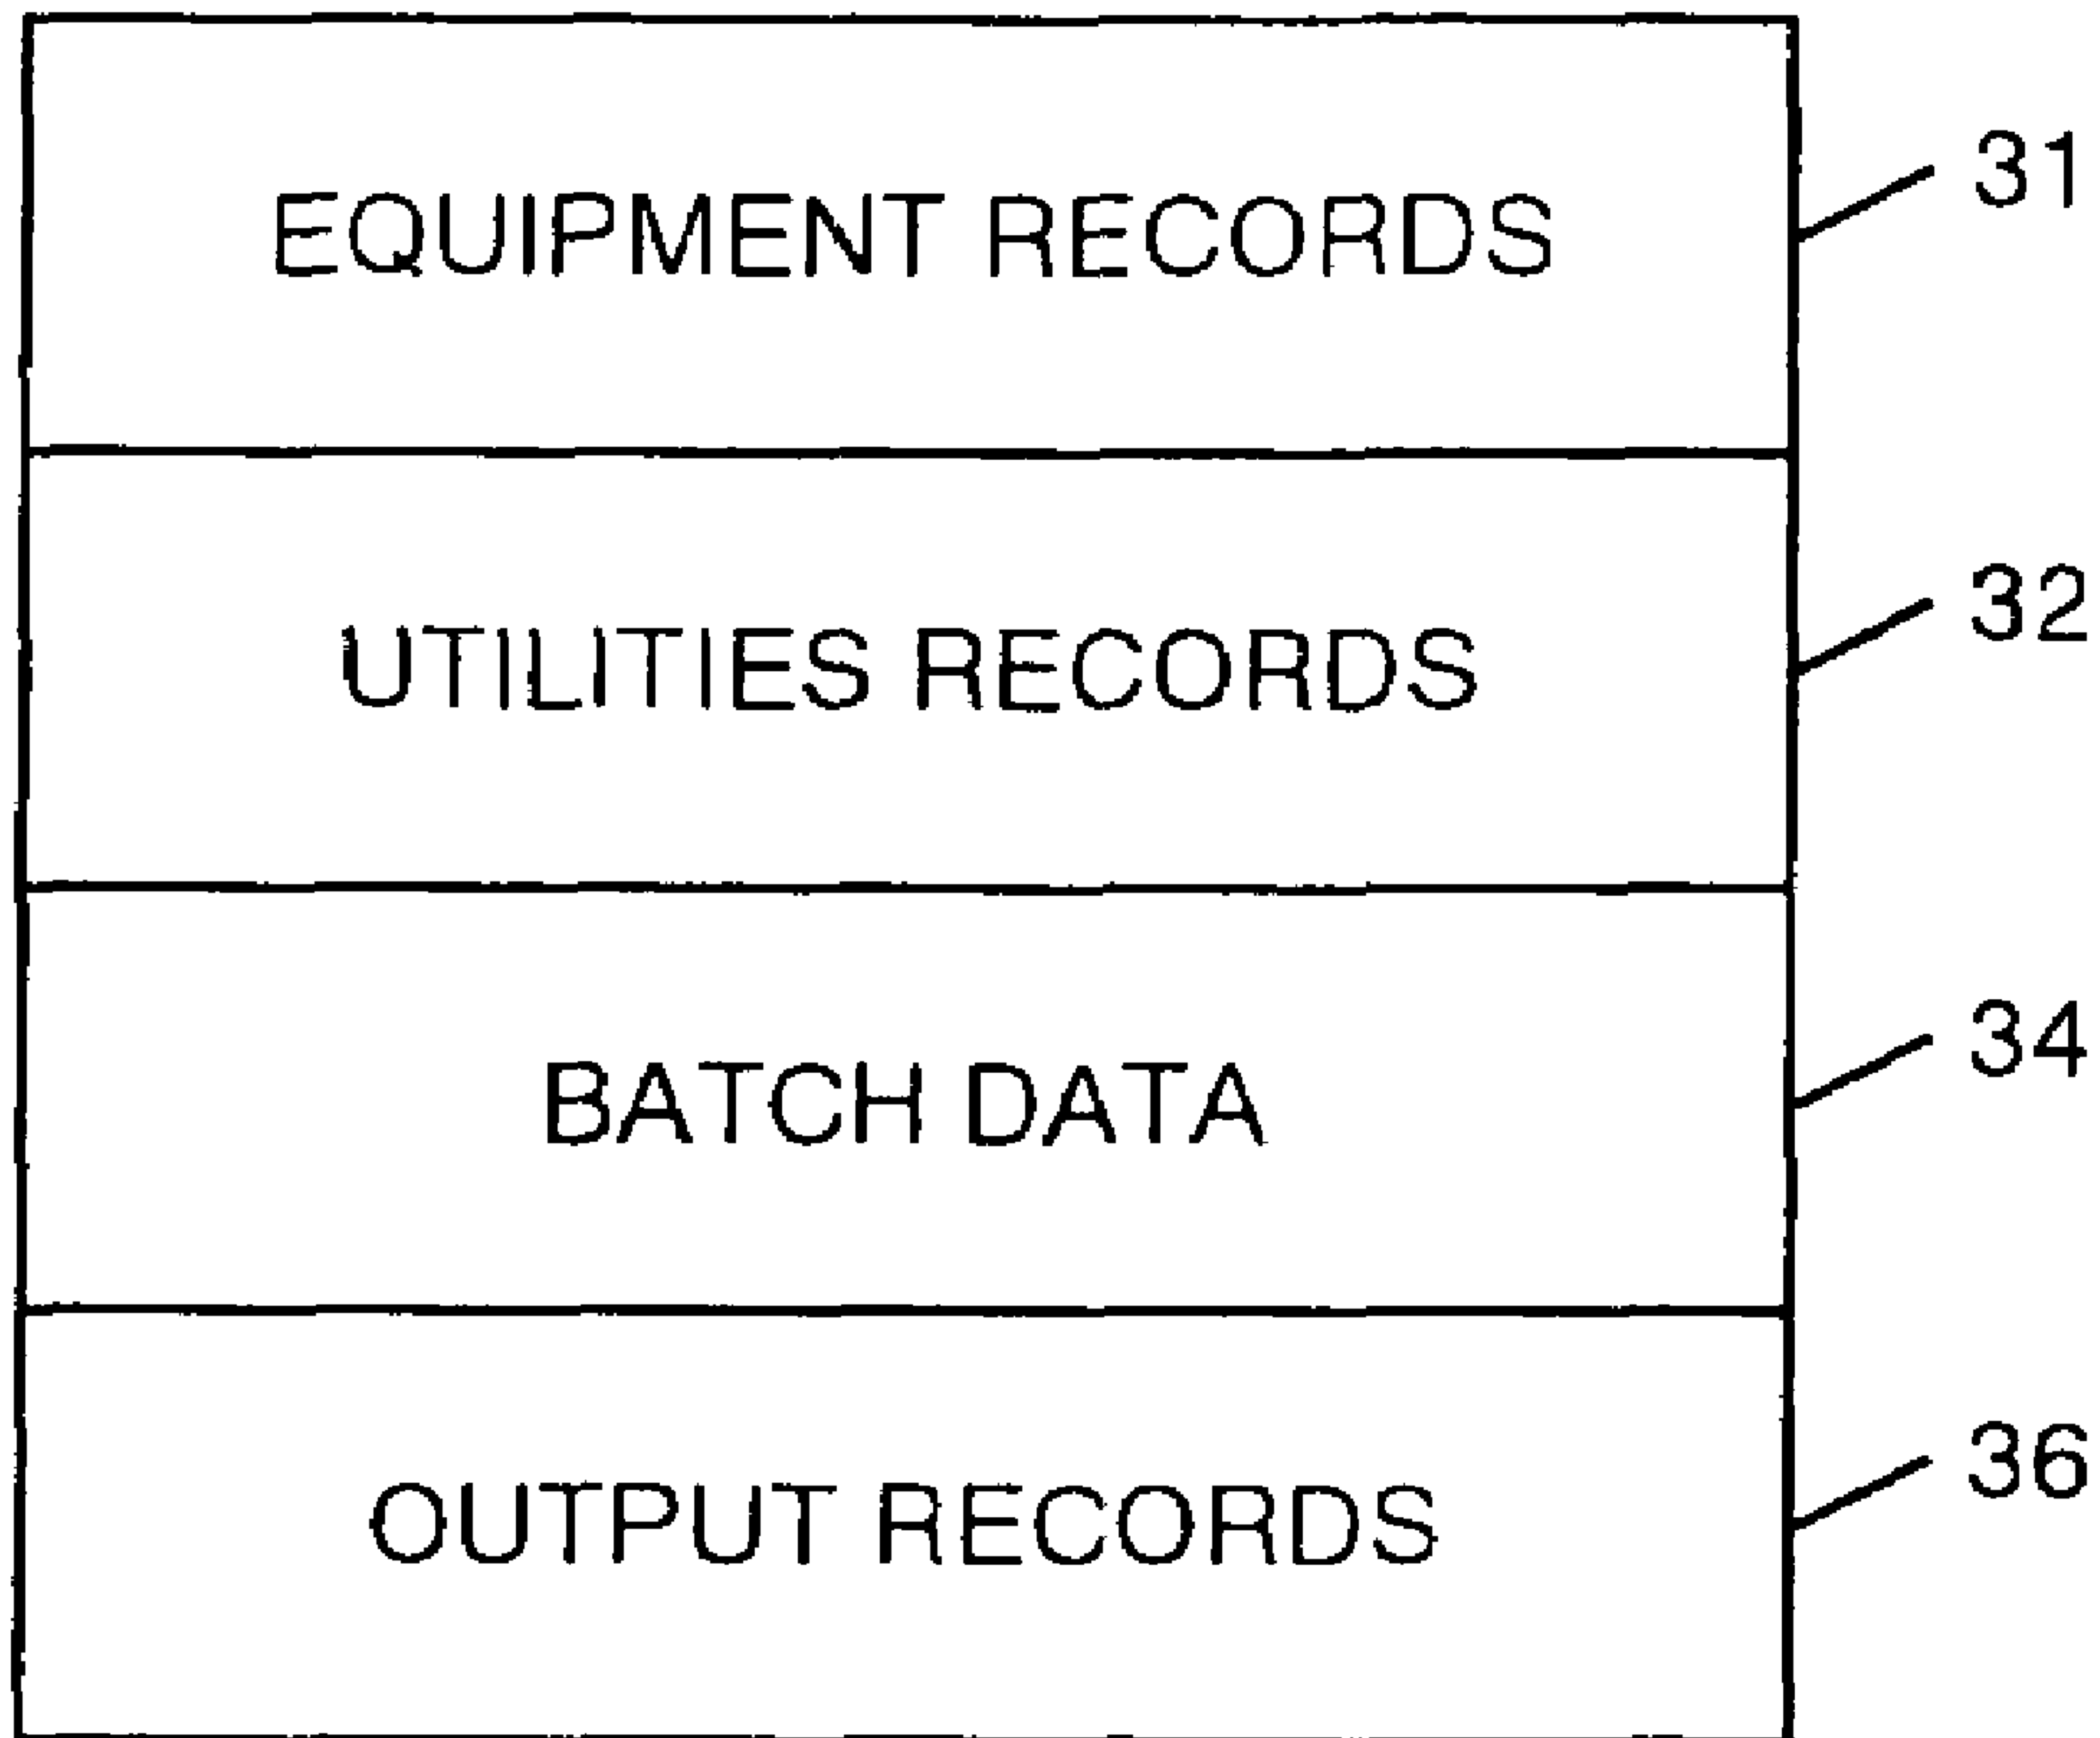 EQUIPMENT RECORDS
31
UTILITIES RECORDS
32
BATCH DATA
34
OUTPUT RECORDS
36